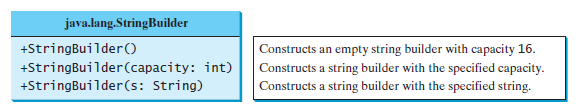 java.lang.StringBuilder
+StringBuilder()
+StringBuilder(capacity: int)
+StringBuilder(s: String)
Constructs an empty string builder with capacity 16.
Constructs a string builder with the specified capacity.
Constructs a string builder with the specified string.